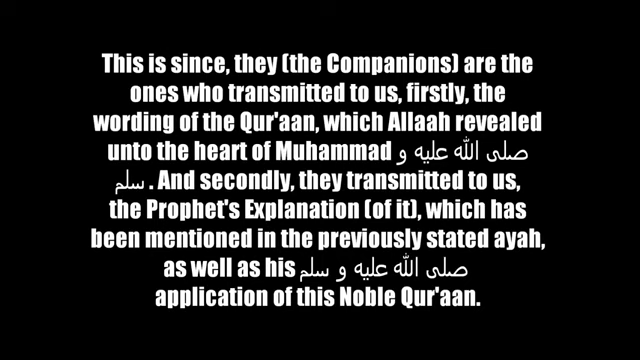 This is since, they (the Companions) are the
ones who transmitted to us, firstly, the
wording of the Qur'aan, which Allaah revealed
unto the heart of Muhammad صلى الله عليه و
سلم . And secondly, they transmitted to us,
the Prophet's Explanation (of it), which has
been mentioned in the previously stated ayah,
as well as his صلى الله عليه و سلم
application of this Noble Qur'aan.